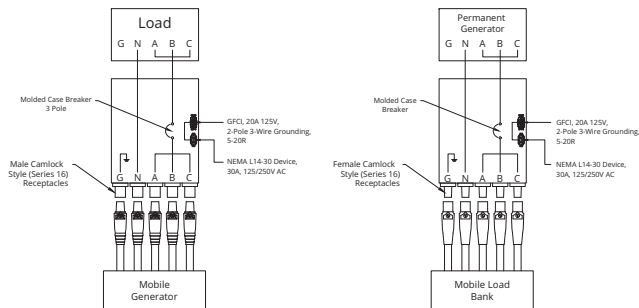 Load
G N A B C
Molded Case Breaker
3 Pole
GFCI, 20A 125V,
2-Pole 3-Wire Grounding,
5-20R
NEMA L14-30 Device,
30A, 125/250V AC
Male Camlock
Style (Series 16)
Receptacles
G N A B C
Mobile
Generator
Permanent
Generator
G N A B C
Molded Case
Breaker
GFCI, 20A 125V,
2-Pole 3-Wire Grounding,
5-20R
NEMA L14-30 Device,
30A, 125/250V AC
Female Camlock
Style (Series 16)
Receptacles
G N A B C
Mobile Load
Bank